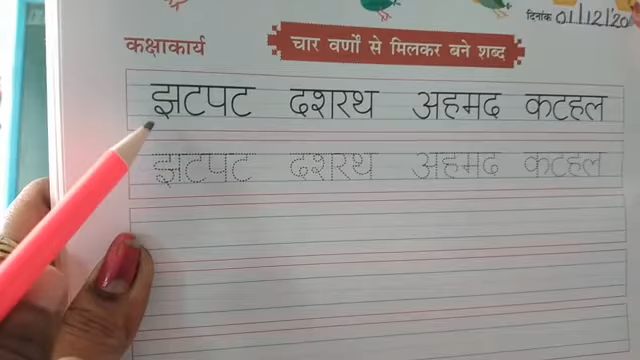 दिनांक 01/12/20
कक्षाकार्य
चार वर्णों से मिलकर बने शब्द
झटपट दशरथ अहमद कटहल
झटपट दशरथ अहमद कटहल